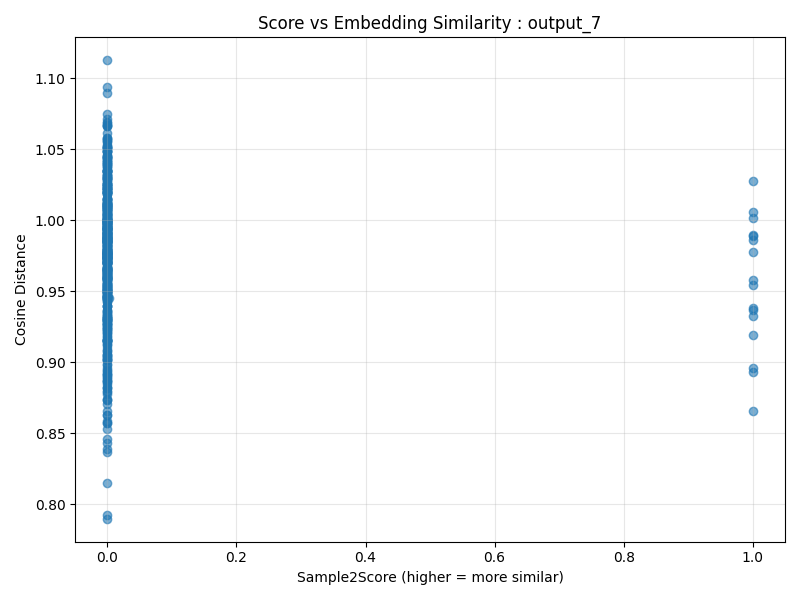 Score vs Embedding Similarity : output_7
Cosine Distance
1.10
1.05
1.00
0.95
0.90
0.85
0.80
0.0 0.2 0.4 0.6 0.8 1.0
Sample2Score (higher = more similar)